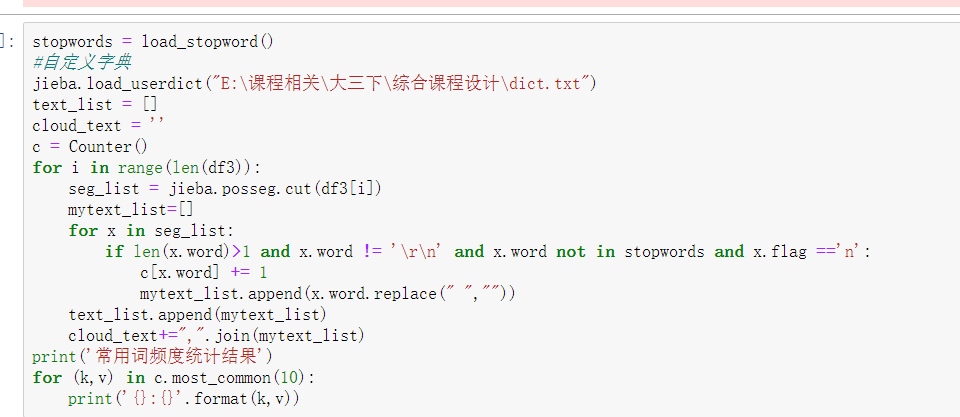 ]:
stopwords = load_stopword()
#自定义字典
jieba.load_userdict("E:\课程相关\大三下\综合课程设计\dict.txt")
text_list = []
cloud_text = ''
c = Counter()
for i in range(len(df3)):
    seg_list = jieba.posseg.cut(df3[i])
    mytext_list=[]
    for x in seg_list:
        if len(x.word)>1 and x.word != '\r\n' and x.word not in stopwords and x.flag =='n':
            c[x.word] += 1
            mytext_list.append(x.word.replace(" ",""))
    text_list.append(mytext_list)
    cloud_text+=",".join(mytext_list)
print('常用词频度统计结果')
for (k,v) in c.most_common(10):
    print('{}:{}'.format(k,v))